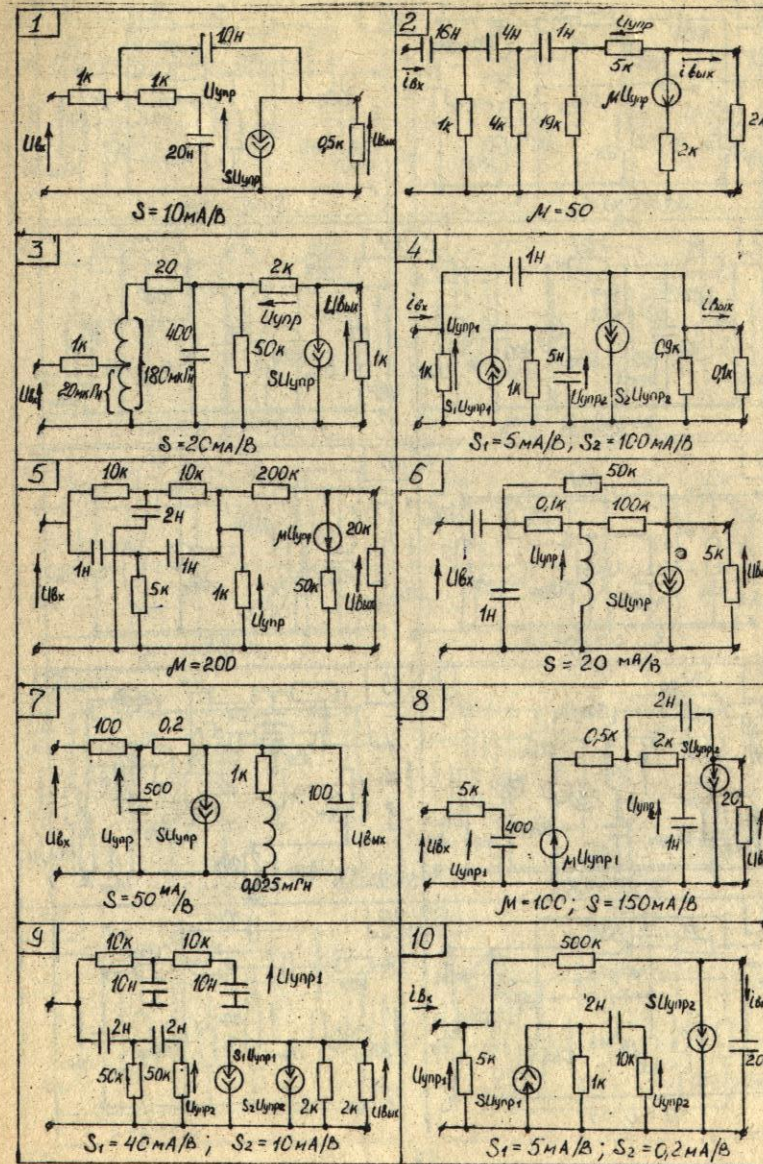 1
10н
1к
1к
Uупр
Uвх
20н
SUупр
0,5к
Uвых
S = 10мА/В
2
16н
4н
1н
Uупр
5к
iвх
iвых
1к
4к
19к
μUупр
2к
M = 50
3
20
2к
Uупр
Uвых
1к
400
50к
180мкГн
20мкГн
Uвх
SUупр
1к
S = 20мА/В
4
1н
iвх
iвых
Uупр1
1к
S1Uупр1
1к
5н
Uупр2
S2Uупр2
0,9к
0,1к
S1 = 5мА/В; S2 = 100мА/В
5
10к
10к
200к
2н
1н
1н
μUупр
20к
Uвх
5к
1к
Uупр
50к
Uвых
M = 200
6
50к
0,1к
100к
Uвх
Uупр
1н
SUупр
5к
S = 20 мА/В
7
100
0,2
1к
500
100
Uвх
Uупр
SUупр
Uвых
0,025мГн
S = 50 мА/В
8
2н
0,5к
2к
SUупр2
5к
400
Uупр2
20
Uвх
Uупр1
μUупр1
1н
M = 100; S = 150мА/В
9
10к
10к
10н
10н
Uупр1
2н
2н
50к
50к
Uупр2
S1Uупр1
S2Uупр2
2к
2к
Uвых
S1 = 40мА/В; S2 = 10мА/В
10
500к
iвх
SUупр2
2н
5к
Uупр1
SUупр1
1к
10к
Uупр2
S1 = 5мА/В; S2 = 0,2мА/В